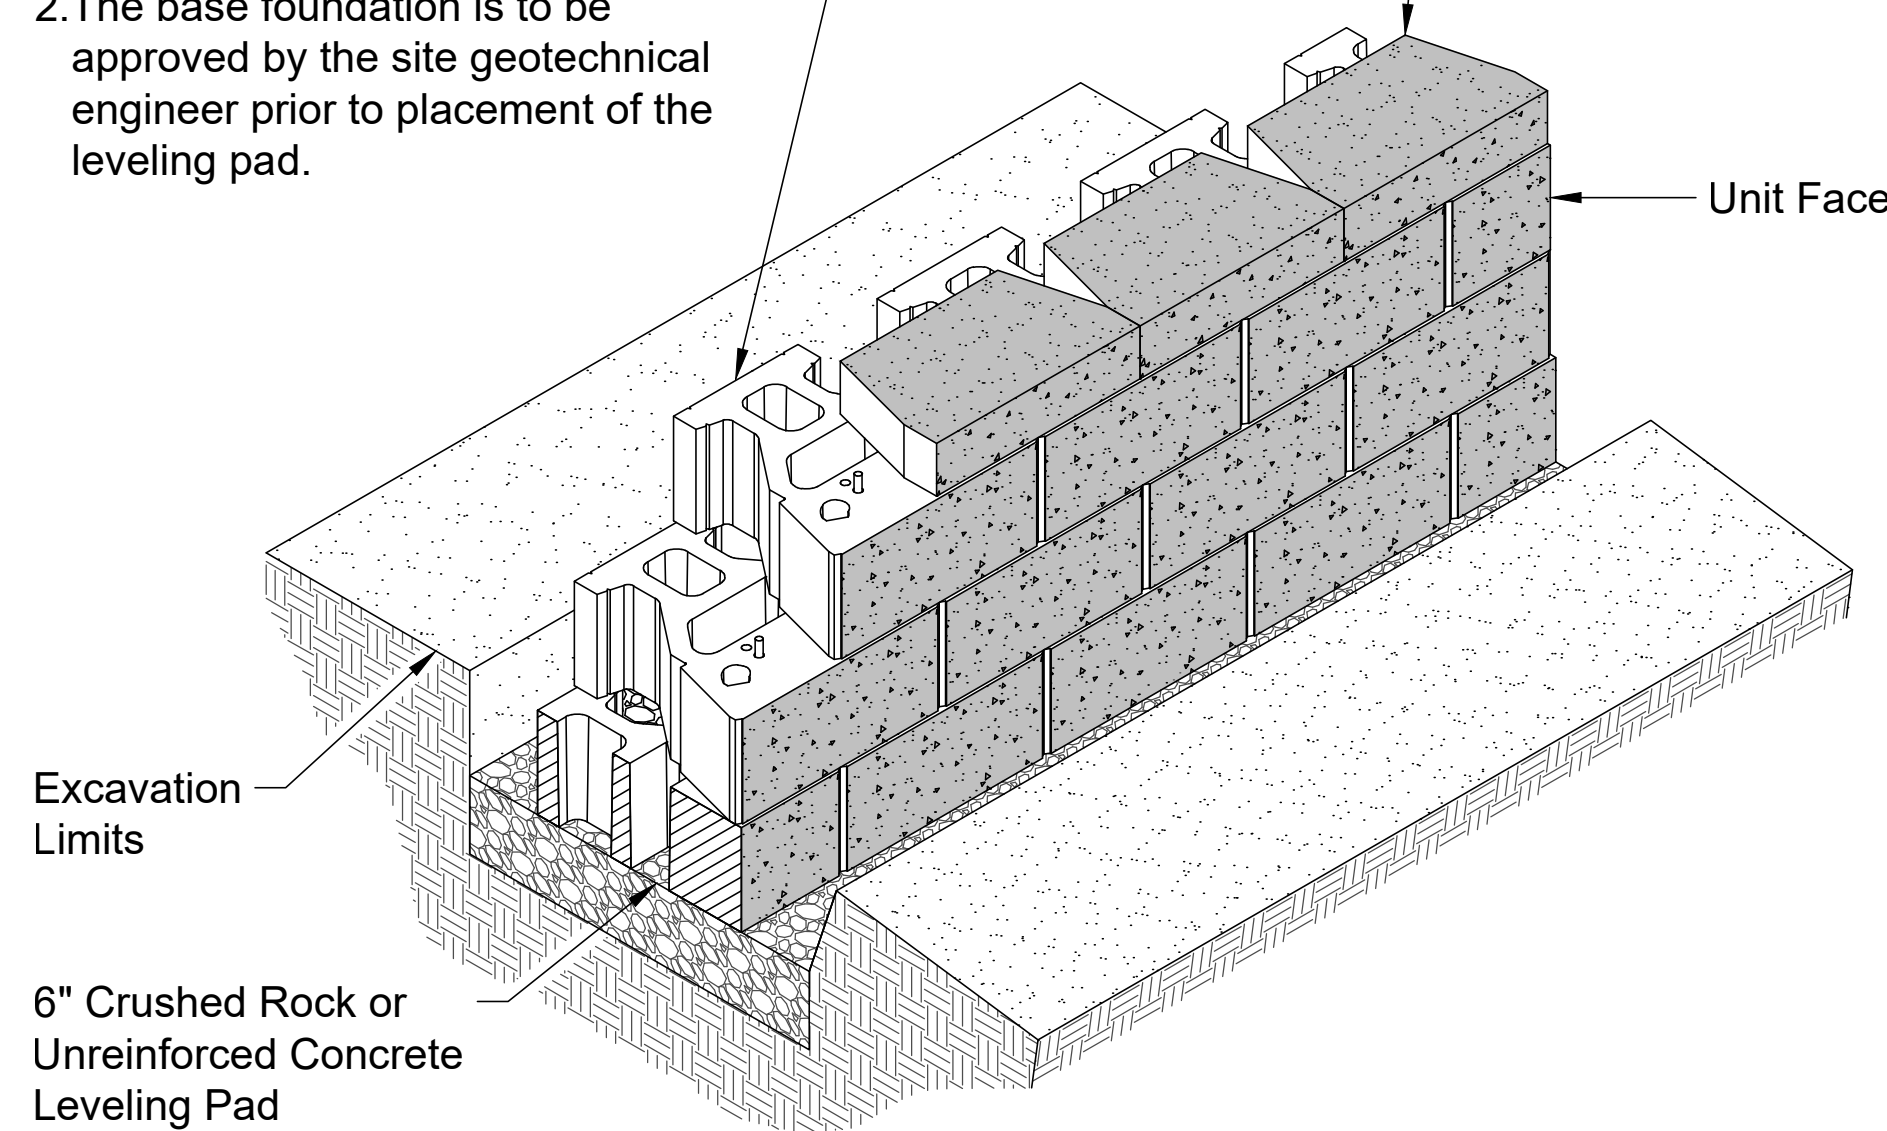 2.The base foundation is to be
approved by the site geotechnical
engineer prior to placement of the
leveling pad.
Unit Face
Excavation
Limits
6" Crushed Rock or
Unreinforced Concrete
Leveling Pad